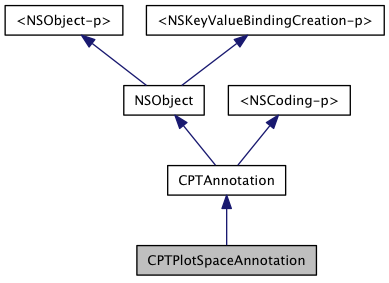 <NSObject-p>
<NSKeyValueBindingCreation-p>
NSObject
<NSCoding-p>
CPTAnnotation
CPTPlotSpaceAnnotation